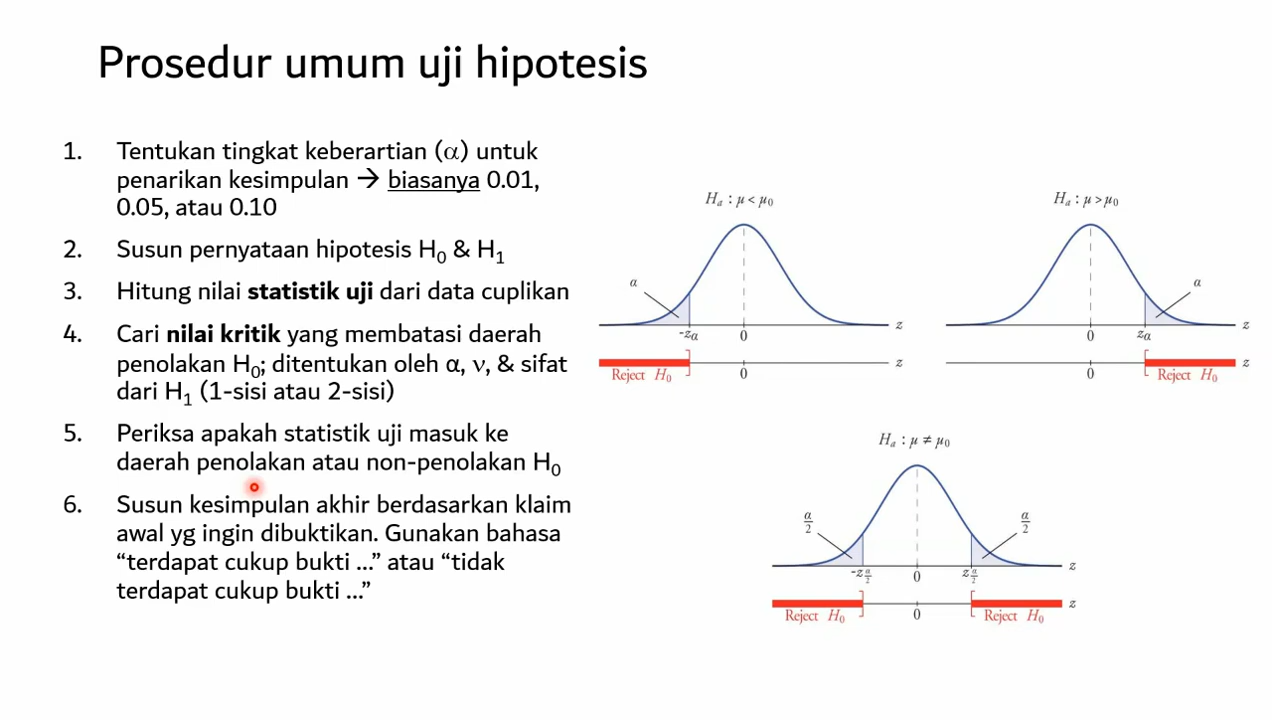 Prosedur umum uji hipotesis
1. Tentukan tingkat keberartian (α) untuk
penarikan kesimpulan → biasanya 0.01,
0.05, atau 0.10
2. Susun pernyataan hipotesis H₀ & H₁
3. Hitung nilai statistik uji dari data cuplikan
4. Cari nilai kritik yang membatasi daerah
penolakan H₀; ditentukan oleh α, ν, & sifat
dari H₁ (1-sisi atau 2-sisi)
5. Periksa apakah statistik uji masuk ke
daerah penolakan atau non-penolakan H₀
6. Susun kesimpulan akhir berdasarkan klaim
awal yg ingin dibuktikan. Gunakan bahasa
“terdapat cukup bukti ...” atau “tidak
terdapat cukup bukti ...”
Hₐ : μ < μ₀
α
-zα 0 z
0 z
Reject H₀
Hₐ : μ > μ₀
α
0 zα z
0 z
Reject H₀
Hₐ : μ ≠ μ₀
α/2 α/2
-zα/2 0 zα/2 z
0 z
Reject H₀ Reject H₀